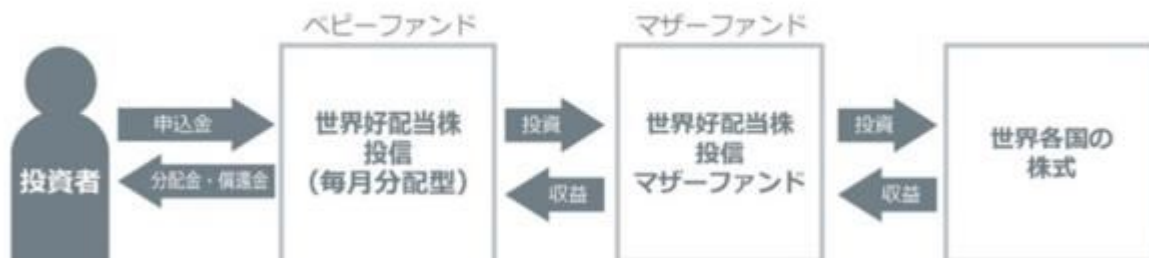 ベビーファンド
マザーファンド
投資者
申込金
分配金・償還金
世界好配当株
投信
（毎月分配型）
投資
収益
世界好配当株
投信
マザーファンド
投資
収益
世界各国の
株式